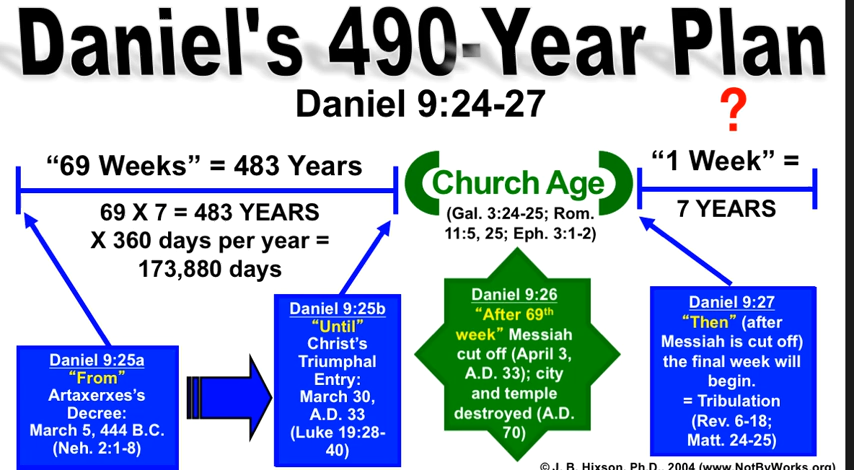 Daniel's 490-Year Plan
Daniel 9:24-27
?
“69 Weeks” = 483 Years
69 X 7 = 483 YEARS
X 360 days per year =
173,880 days
Church Age
(Gal. 3:24-25; Rom.
11:5, 25; Eph. 3:1-2)
“1 Week” =
7 YEARS
Daniel 9:25a
“From”
Artaxerxes’s
Decree:
March 5, 444 B.C.
(Neh. 2:1-8)
Daniel 9:25b
“Until”
Christ’s
Triumphal
Entry:
March 30,
A.D. 33
(Luke 19:28-
40)
Daniel 9:26
“After 69th
week” Messiah
cut off (April 3,
A.D. 33); city
and temple
destroyed (A.D.
70)
Daniel 9:27
“Then” (after
Messiah is cut off)
the final week will
begin.
= Tribulation
(Rev. 6-18;
Matt. 24-25)
© J. B. Hixson, Ph.D., 2004 (www.NotByWorks.org)